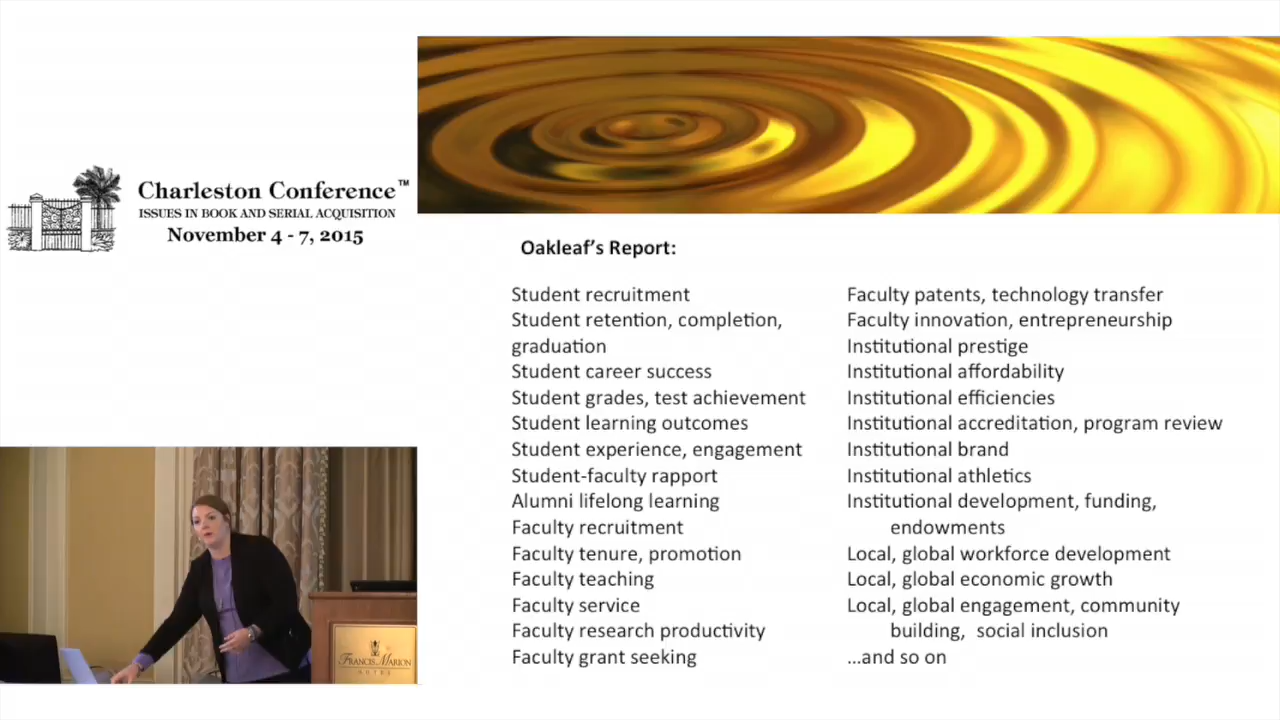 Charleston Conference™
ISSUES IN BOOK AND SERIAL ACQUISITION
November 4 - 7, 2015
Oakleaf’s Report:
Student recruitment
Student retention, completion,
graduation
Student career success
Student grades, test achievement
Student learning outcomes
Student experience, engagement
Student-faculty rapport
Alumni lifelong learning
Faculty recruitment
Faculty tenure, promotion
Faculty teaching
Faculty service
Faculty research productivity
Faculty grant seeking
Faculty patents, technology transfer
Faculty innovation, entrepreneurship
Institutional prestige
Institutional affordability
Institutional efficiencies
Institutional accreditation, program review
Institutional brand
Institutional athletics
Institutional development, funding,
endowments
Local, global workforce development
Local, global economic growth
Local, global engagement, community
building, social inclusion
...and so on
FRANCIS MARION
HOTEL